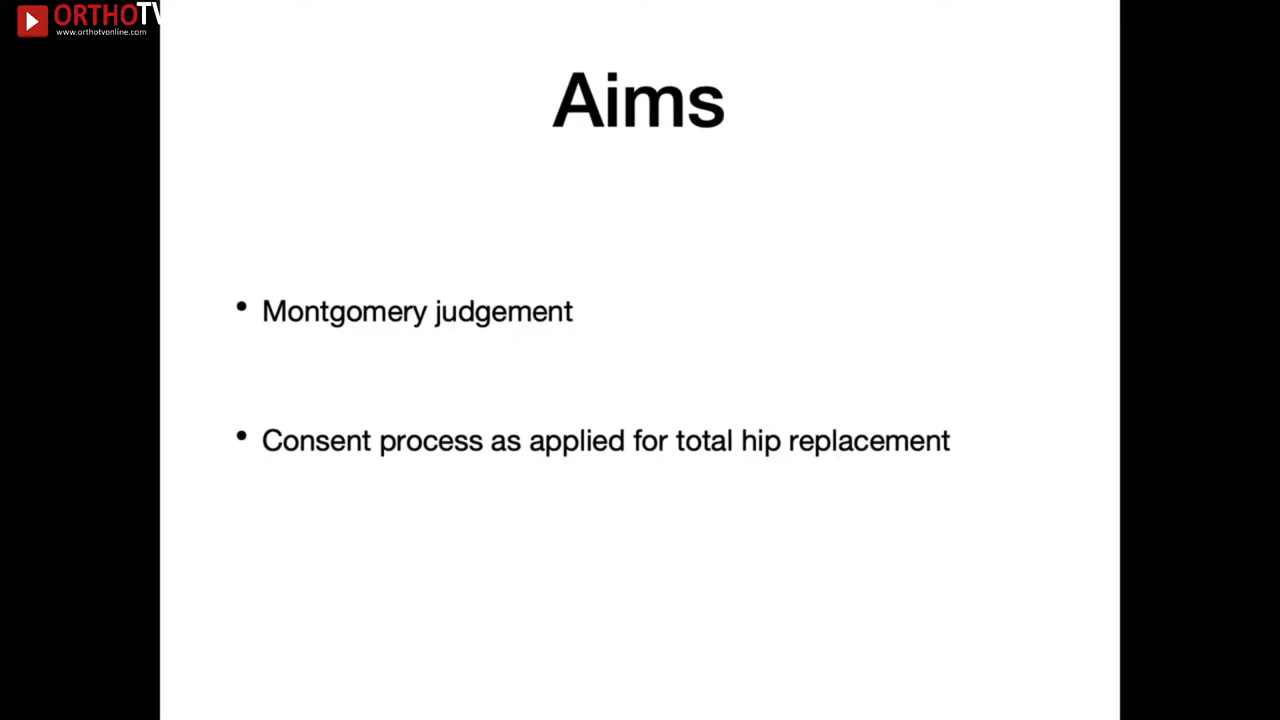 ORTHOTV
www.orthotvonline.com
Aims
• Montgomery judgement
• Consent process as applied for total hip replacement